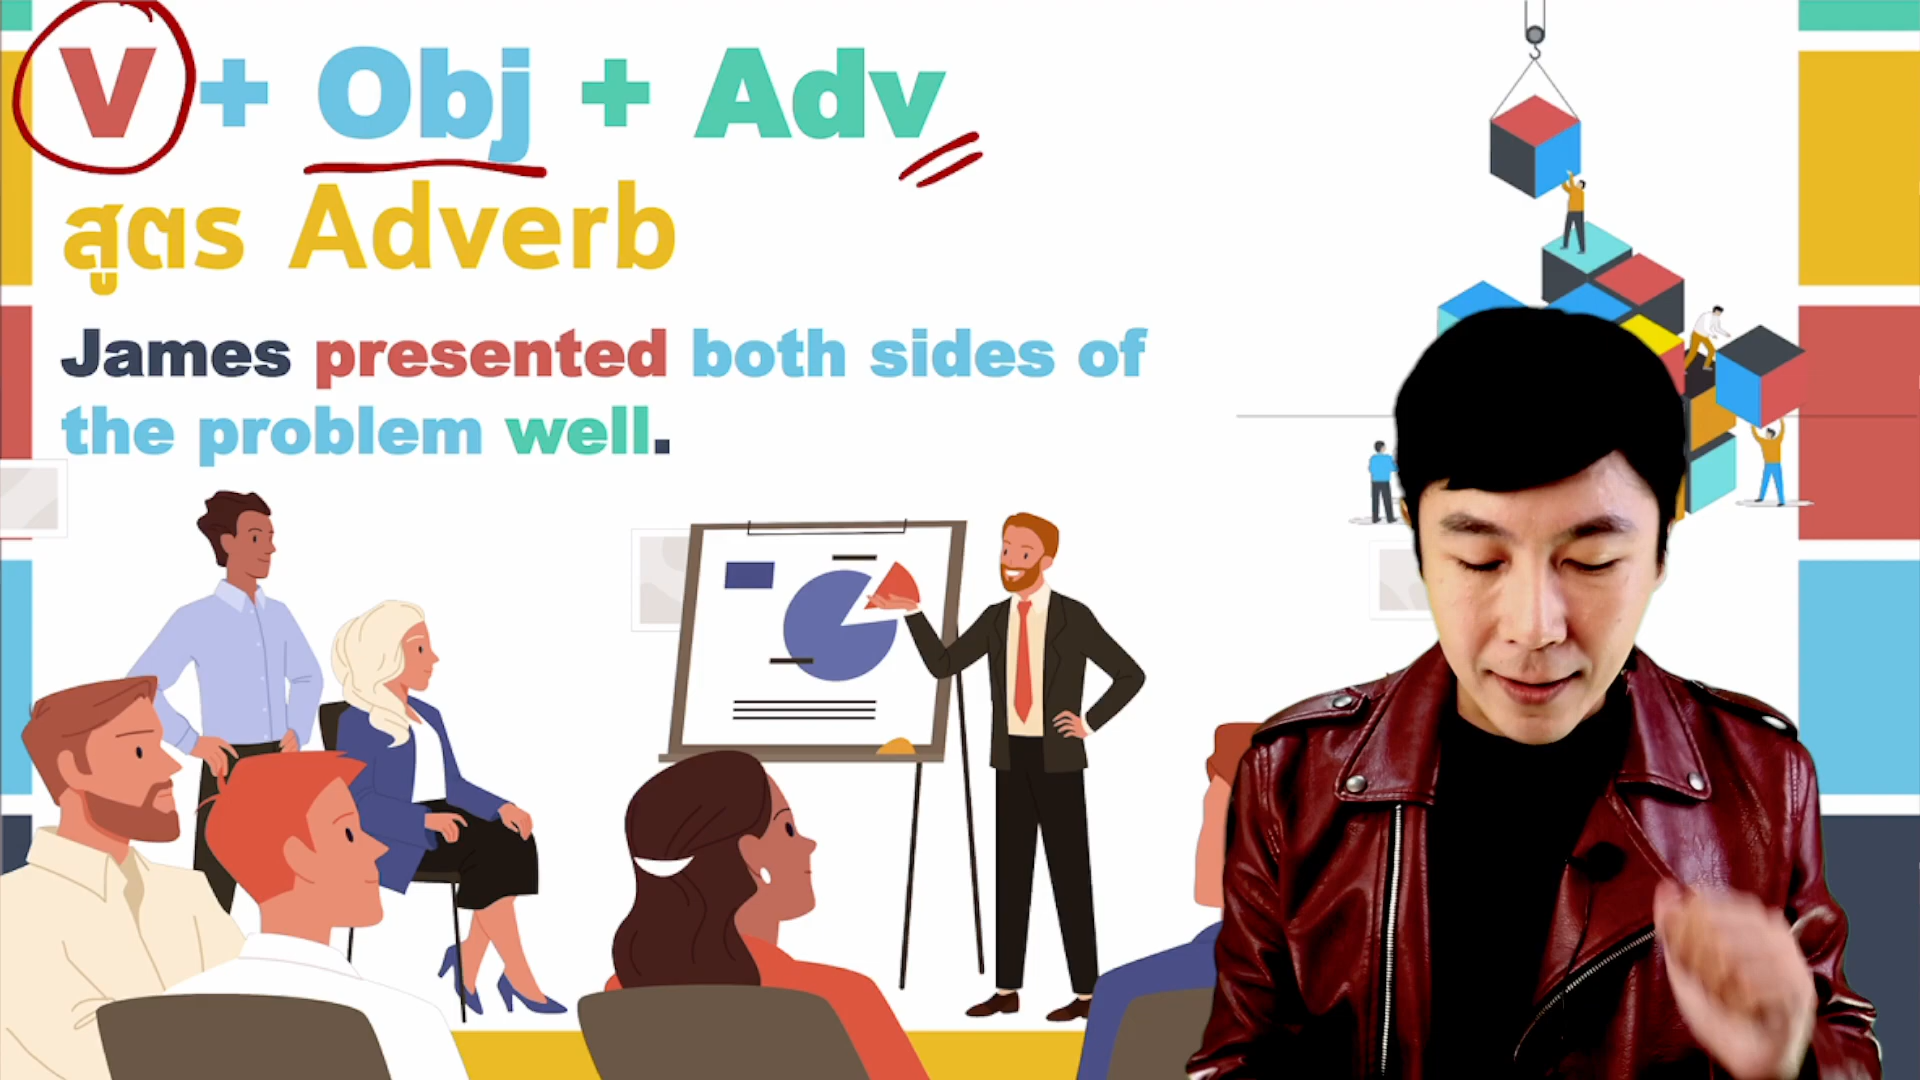 V + Obj + Adv
สูตร Adverb
James presented both sides of
the problem well.